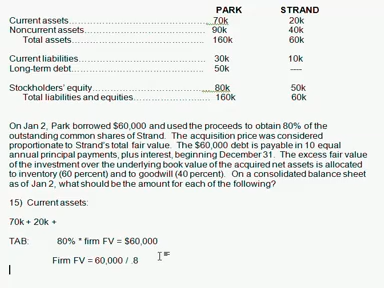 PARK STRAND
Current assets………………………………………… 70k 20k
Noncurrent assets…………………………………… 90k 40k
Total assets……………………………………… 160k 60k
Current liabilities…………………………………… 30k 10k
Long-term debt……………………………………… 50k ----
Stockholders' equity………………………………… 80k 50k
Total liabilities and equities………………… 160k 60k
On Jan 2, Park borrowed $60,000 and used the proceeds to obtain 80% of the
outstanding common shares of Strand. The acquisition price was considered
proportionate to Strand's total fair value. The $60,000 debt is payable in 10 equal
annual principal payments, plus interest, beginning December 31. The excess fair value
of the investment over the underlying book value of the acquired net assets is allocated
to inventory (60 percent) and to goodwill (40 percent). On a consolidated balance sheet
as of Jan 2, what should be the amount for each of the following?
15) Current assets:
70k + 20k +
TAB: 80% * firm FV = $60,000
Firm FV = 60,000 / .8